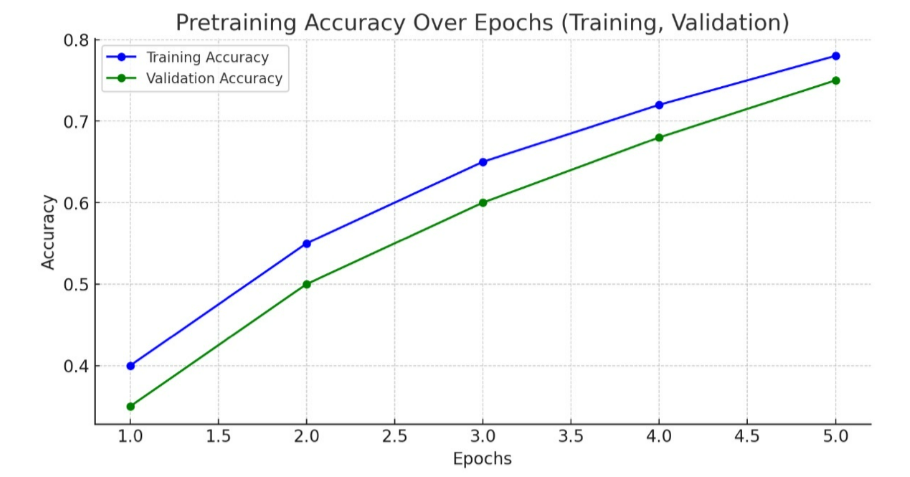 Pretraining Accuracy Over Epochs (Training, Validation)
Training Accuracy
Validation Accuracy
Accuracy
0.8
0.7
0.6
0.5
0.4
1.0 1.5 2.0 2.5 3.0 3.5 4.0 4.5 5.0
Epochs